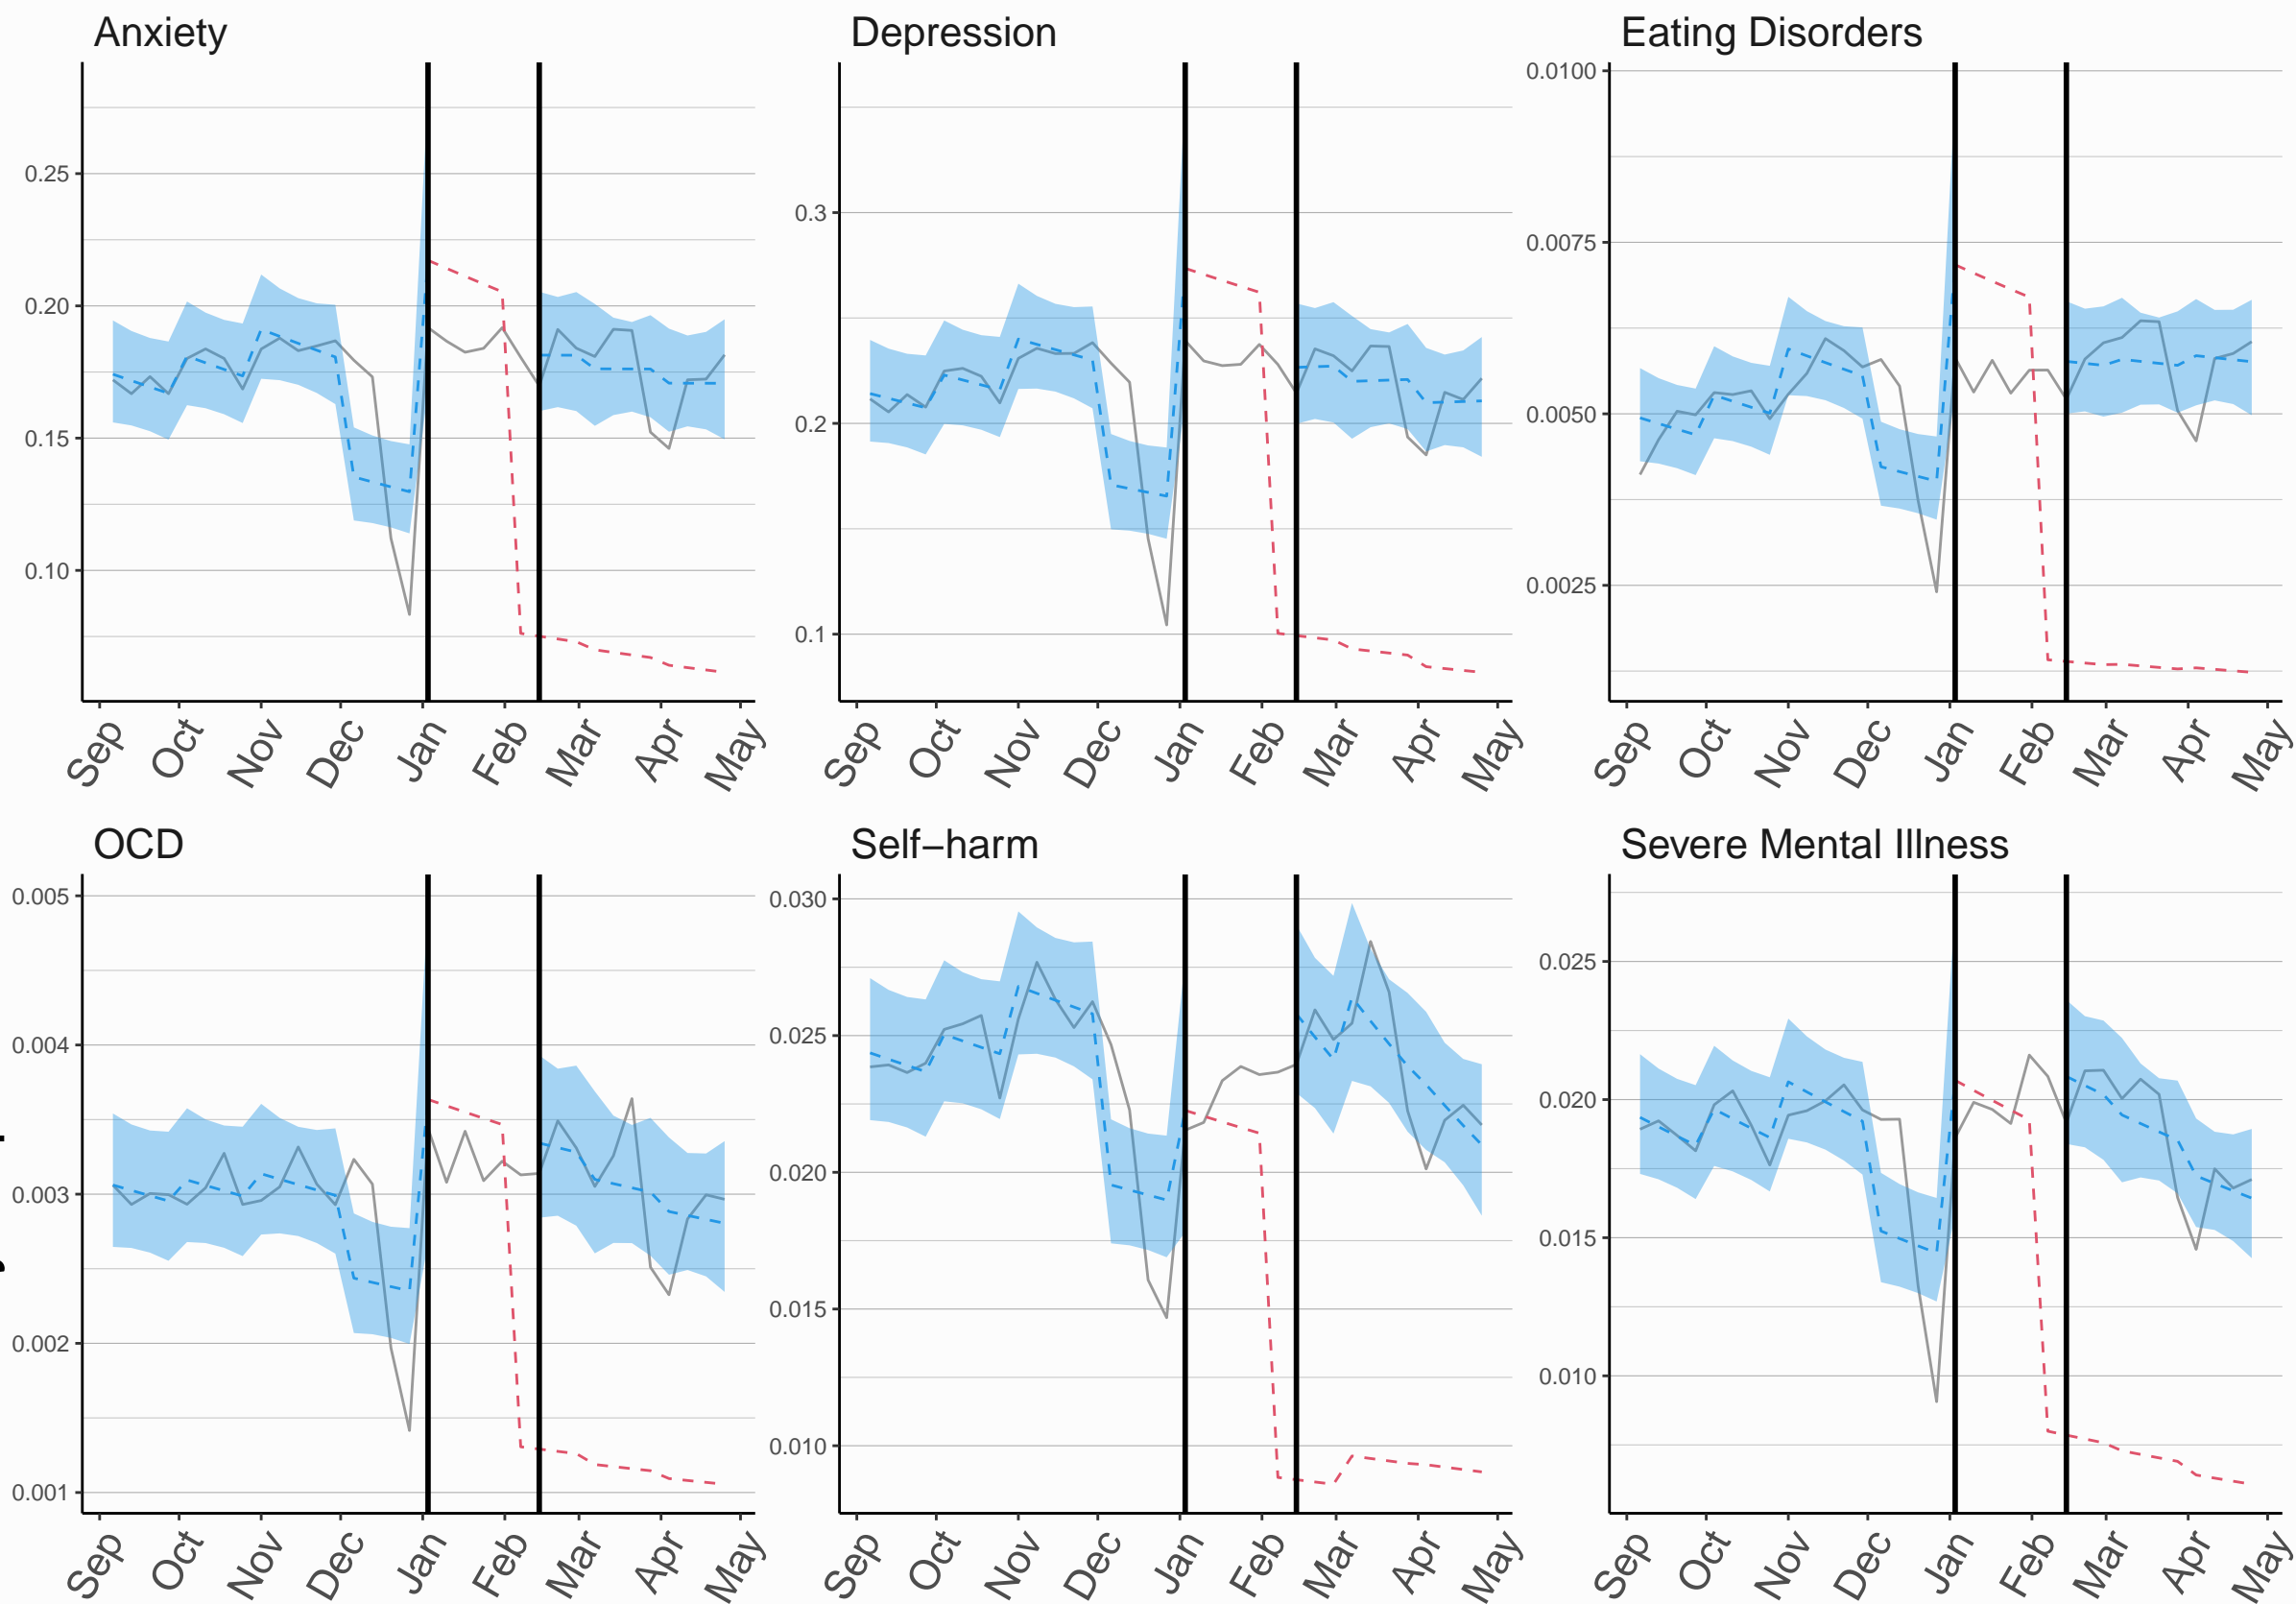 Anxiety
0.25
0.20
0.15
0.10
Sep Oct Nov Dec Jan Feb Mar Apr May
Depression
0.3
0.2
0.1
Sep Oct Nov Dec Jan Feb Mar Apr May
Eating Disorders
0.0100
0.0075
0.0050
0.0025
Sep Oct Nov Dec Jan Feb Mar Apr May
OCD
0.005
0.004
0.003
0.002
0.001
Sep Oct Nov Dec Jan Feb Mar Apr May
Self−harm
0.030
0.025
0.020
0.015
0.010
Sep Oct Nov Dec Jan Feb Mar Apr May
Severe Mental Illness
0.025
0.020
0.015
0.010
Sep Oct Nov Dec Jan Feb Mar Apr May